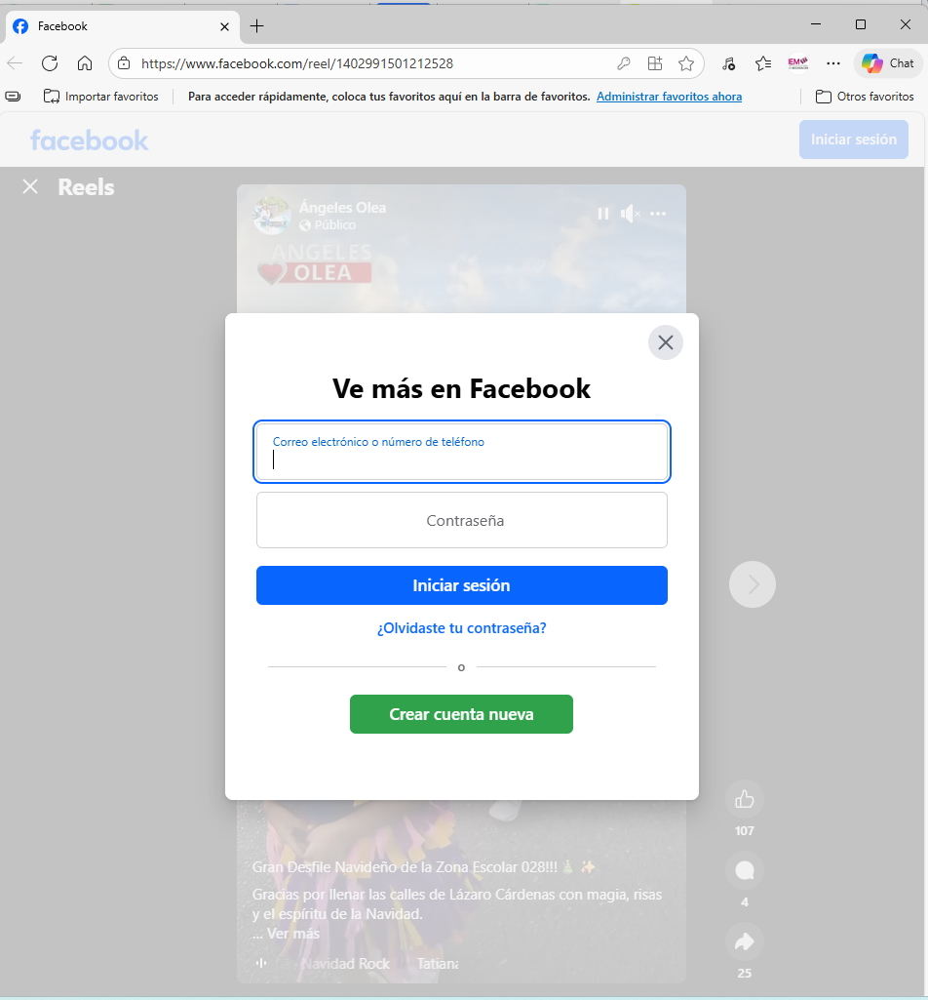 Facebook
https://www.facebook.com/reel/1402991501212528
IEM
Chat
Importar favoritos
Para acceder rápidamente, coloca tus favoritos aquí en la barra de favoritos. Administrar favoritos ahora
Otros favoritos
facebook
Iniciar sesión
Reels
Ángeles Olea
Público
ÁNGELES
OLEA
Ve más en Facebook
Correo electrónico o número de teléfono
Contraseña
Iniciar sesión
¿Olvidaste tu contraseña?
o
Crear cuenta nueva
107
4
25
Gran Desfile Navideño de la Zona Escolar 028!!! 🎄✨
Gracias por llenar las calles de Lázaro Cárdenas con magia, risas
y el espíritu de la Navidad.
... Ver más
Navidad Rock Tatiana